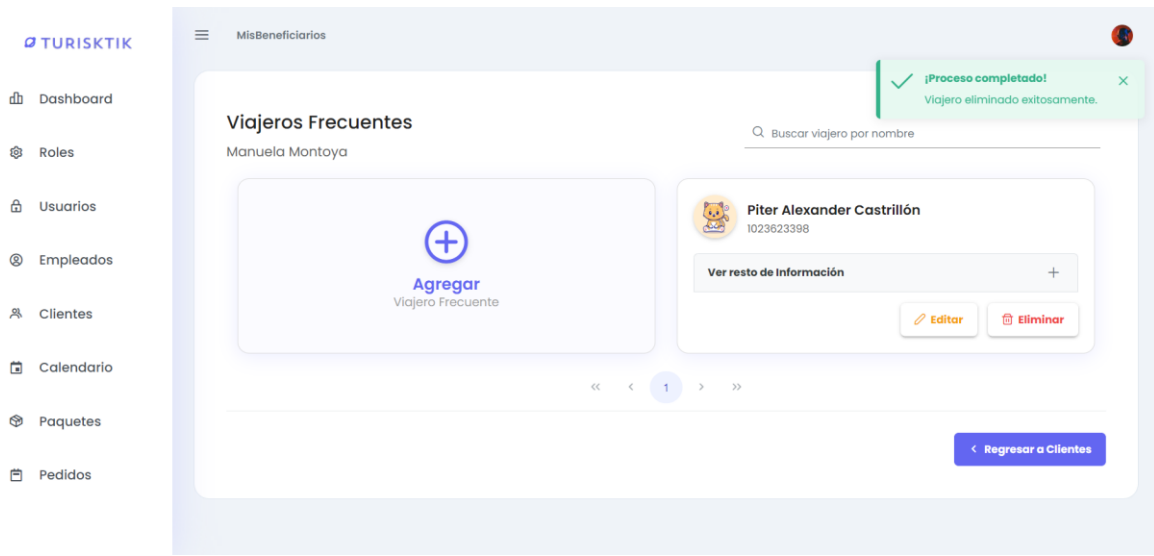 TURISKTIK
MisBeneficiarios
¡Proceso completado!
Viajero eliminado exitosamente.
Dashboard
Roles
Usuarios
Empleados
Clientes
Calendario
Paquetes
Pedidos
Viajeros Frecuentes
Manuela Montoya
Buscar viajero por nombre
Agregar
Viajero Frecuente
Piter Alexander Castrillón
1023623398
Ver resto de Información
Editar
Eliminar
1
Regresar a Clientes